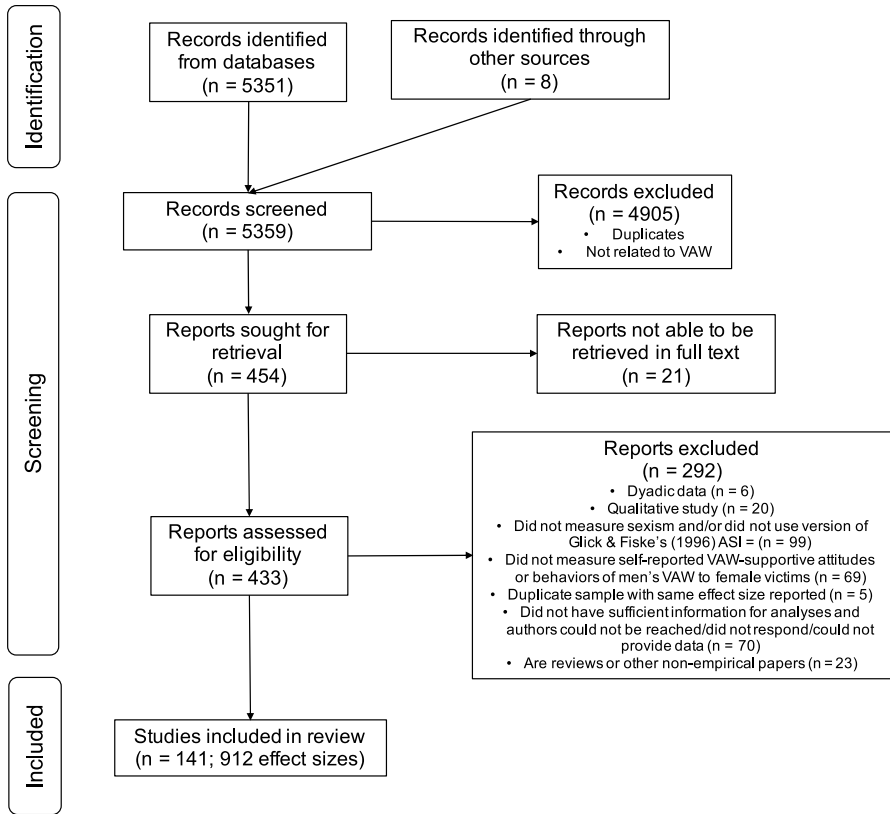 Identification
Records identified
from databases
(n = 5351)
Records identified through
other sources
(n = 8)
Screening
Records screened
(n = 5359)
Records excluded
(n = 4905)
• Duplicates
• Not related to VAW
Reports sought for
retrieval
(n = 454)
Reports not able to be
retrieved in full text
(n = 21)
Reports assessed
for eligibility
(n = 433)
Reports excluded
(n = 292)
• Dyadic data (n = 6)
• Qualitative study (n = 20)
• Did not measure sexism and/or did not use version of
Glick & Fiske's (1996) ASI = (n = 99)
• Did not measure self-reported VAW-supportive attitudes
or behaviors of men's VAW to female victims (n = 69)
• Duplicate sample with same effect size reported (n = 5)
• Did not have sufficient information for analyses and
authors could not be reached/did not respond/could not
provide data (n = 70)
• Are reviews or other non-empirical papers (n = 23)
Included
Studies included in review
(n = 141; 912 effect sizes)